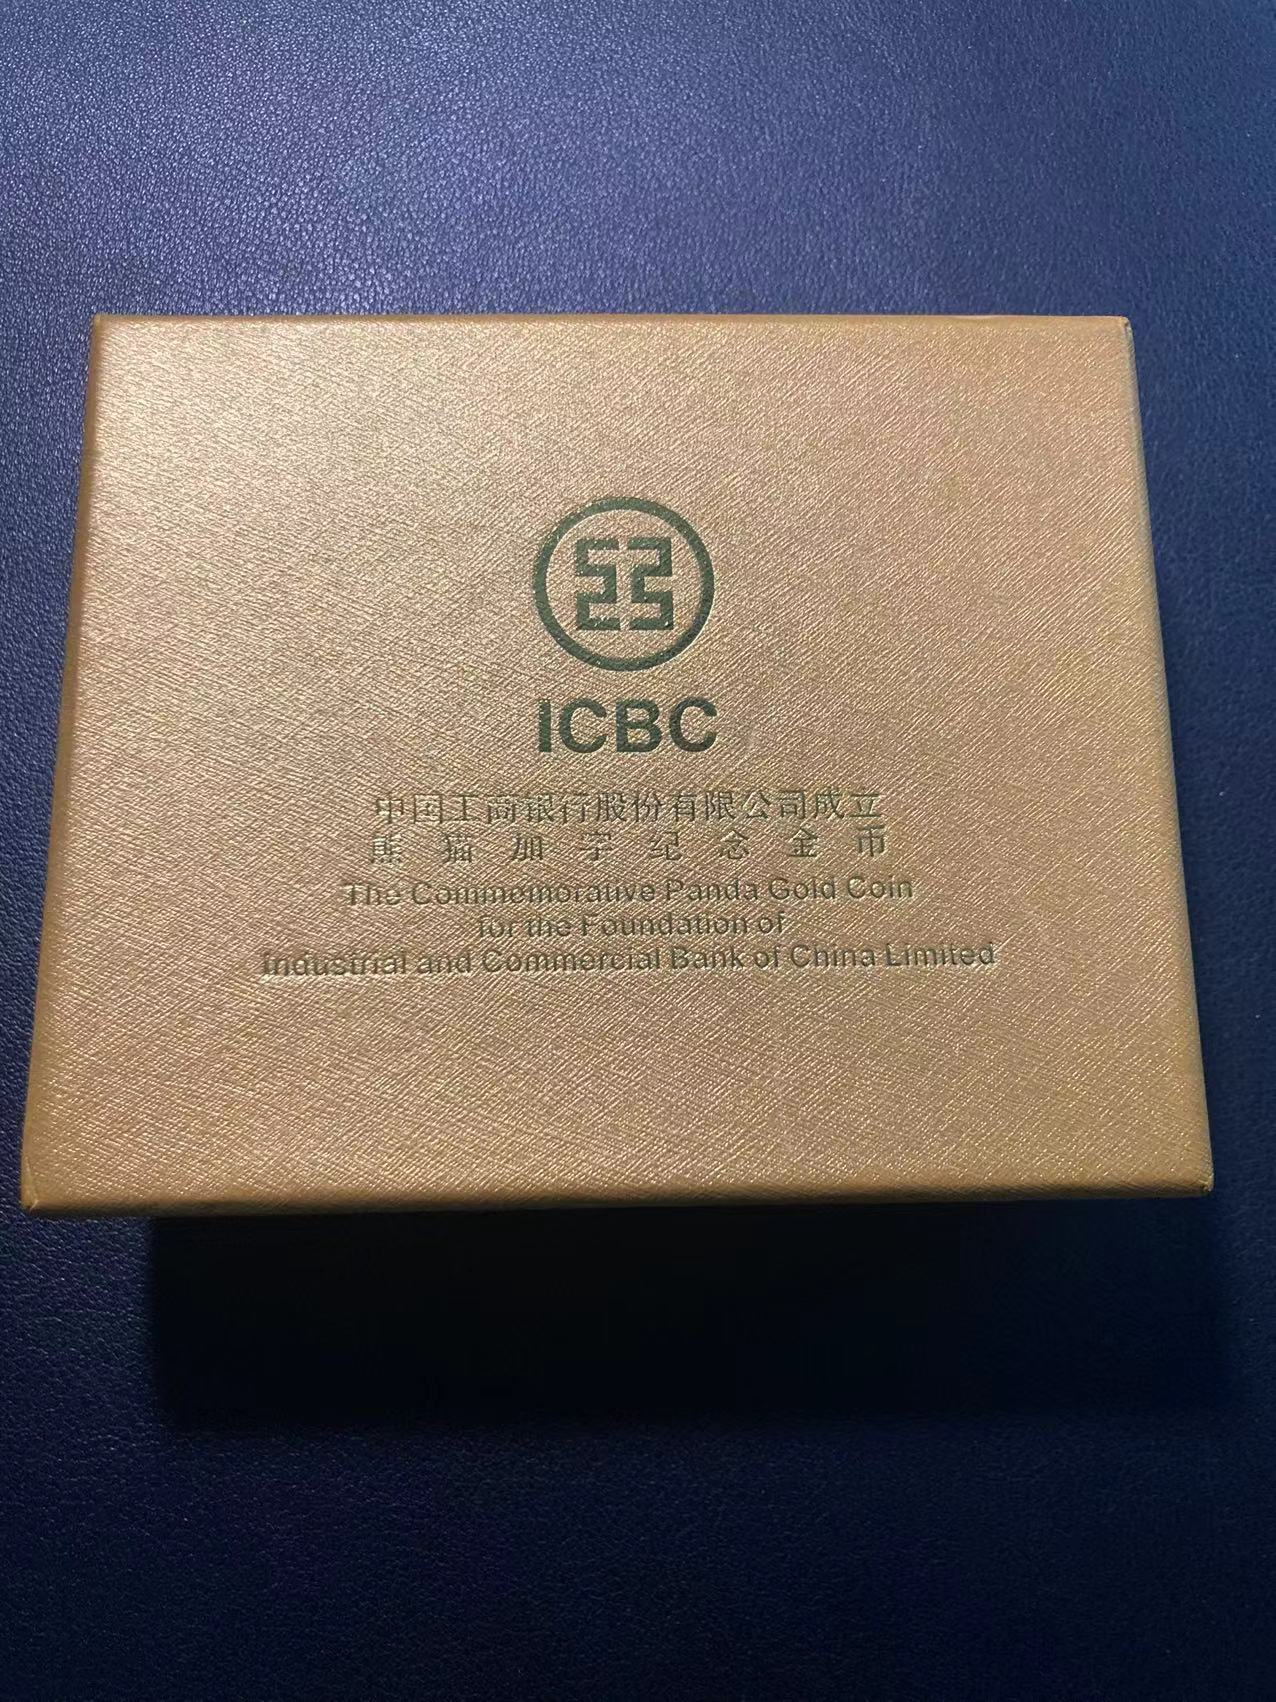 ICBC
中国工商银行股份有限公司成立
熊猫加字纪念金币
The Commemorative Panda Gold Coin
for the Foundation of
Industrial and Commercial Bank of China Limited